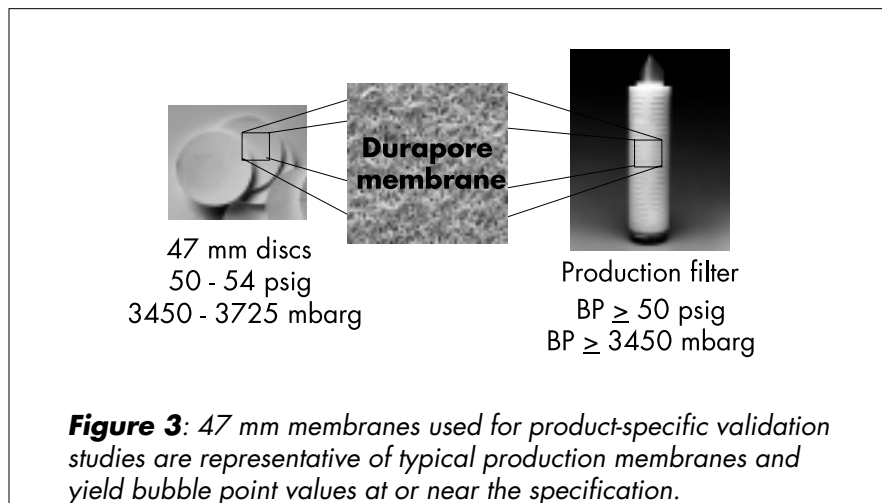 Durapore
membrane
47 mm discs
50 - 54 psig
3450 - 3725 mbarg
Production filter
BP ≥ 50 psig
BP ≥ 3450 mbarg
Figure 3: 47 mm membranes used for product-specific validation
studies are representative of typical production membranes and
yield bubble point values at or near the specification.